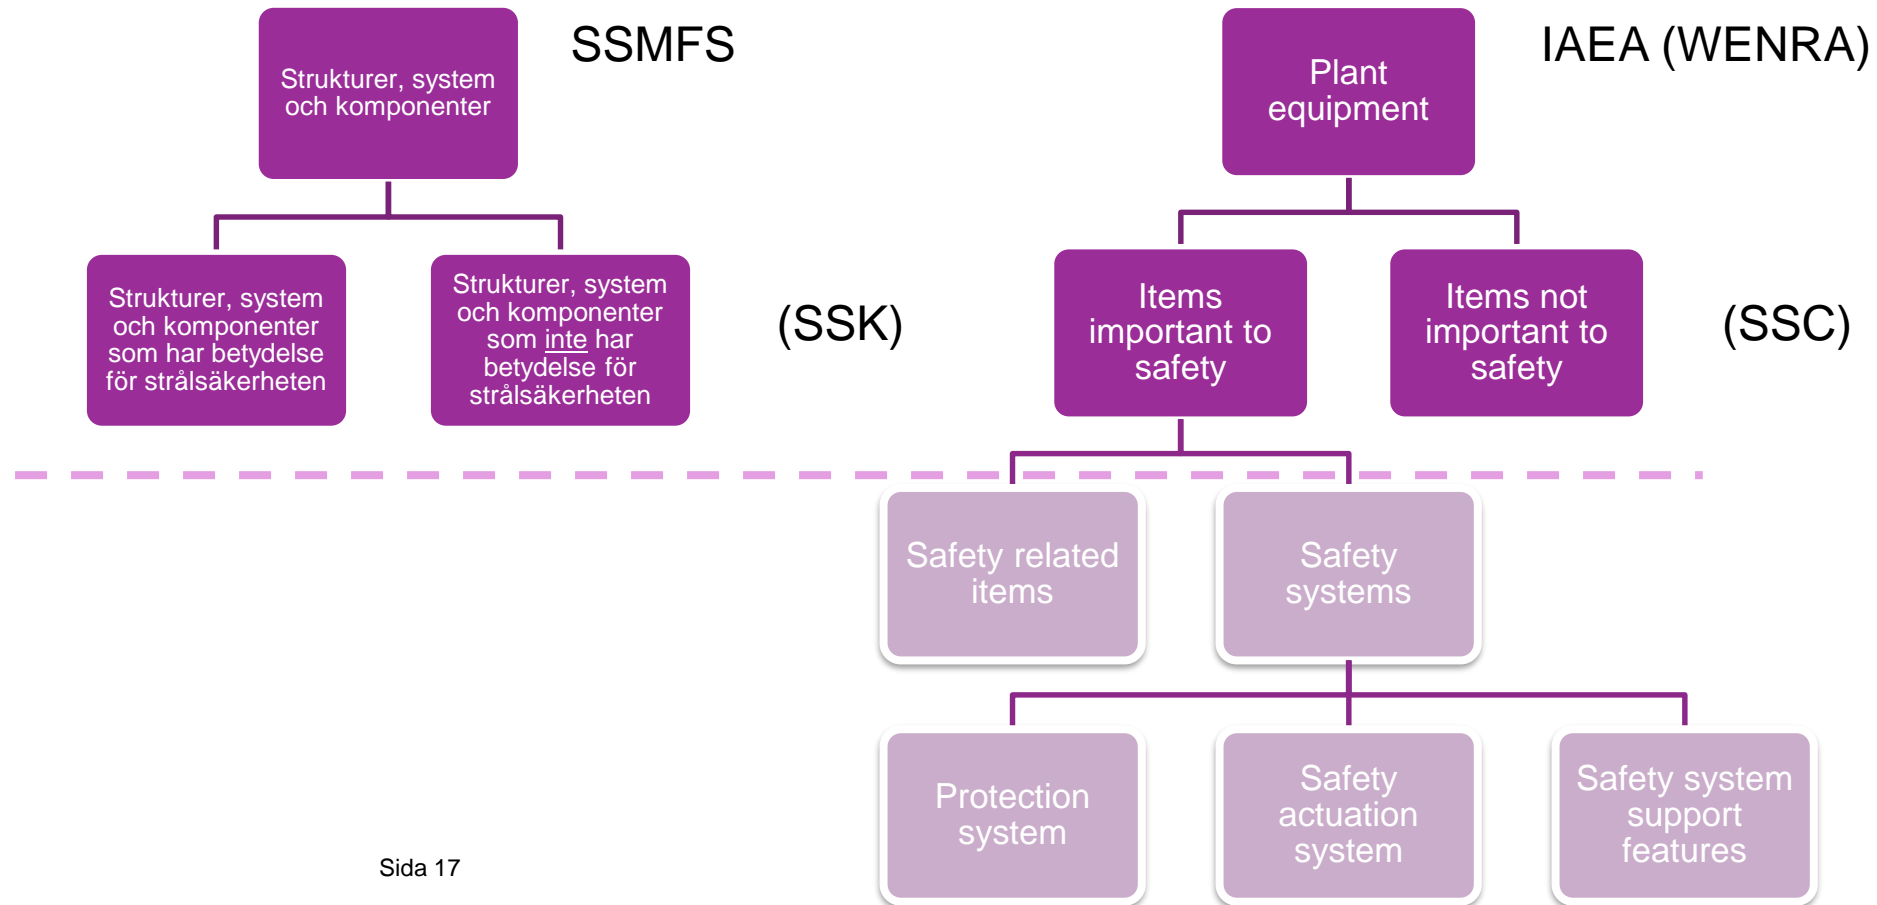 SSMFS
IAEA (WENRA)
Strukturer, system
och komponenter
Plant
equipment
Strukturer, system
och komponenter
som har betydelse
för strålsäkerheten
Strukturer, system
och komponenter
som inte har
betydelse för
strålsäkerheten
(SSK)
Items
important to
safety
Items not
important to
safety
(SSC)
Safety related
items
Safety
systems
Protection
system
Safety
actuation
system
Safety system
support
features
Sida 17